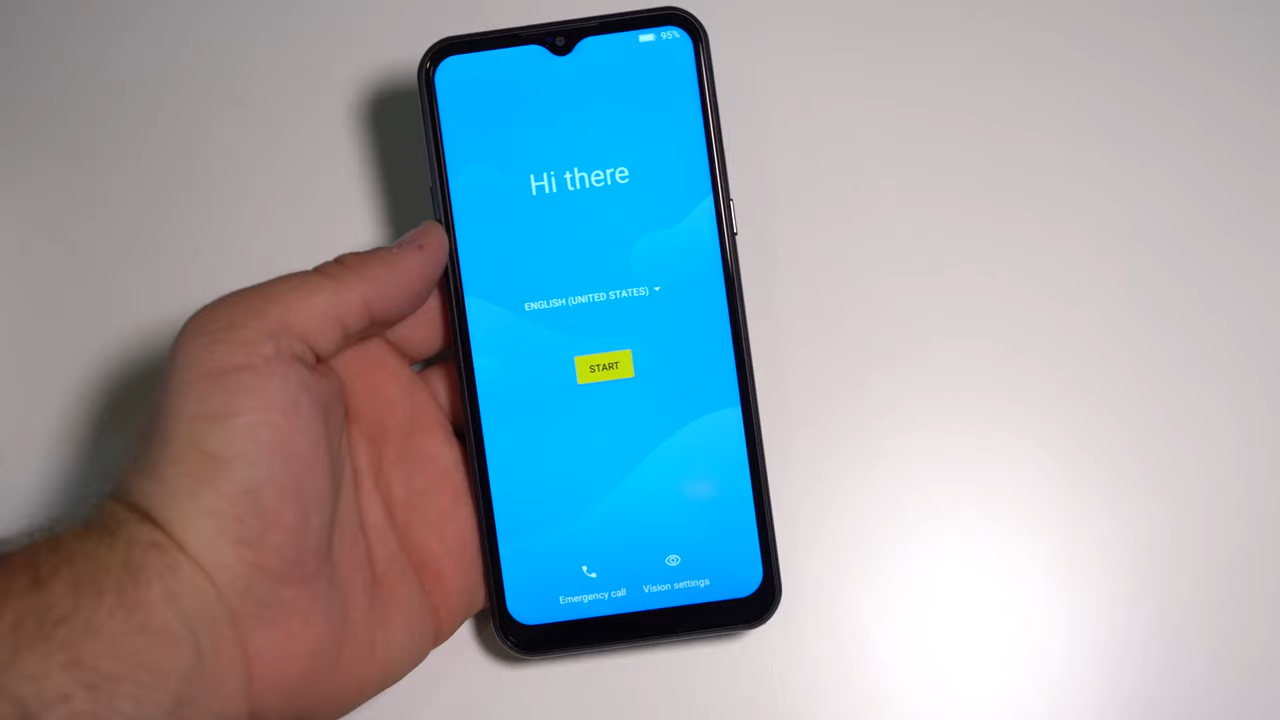 95%
Hi there
ENGLISH (UNITED STATES)
START
Emergency call
Vision settings